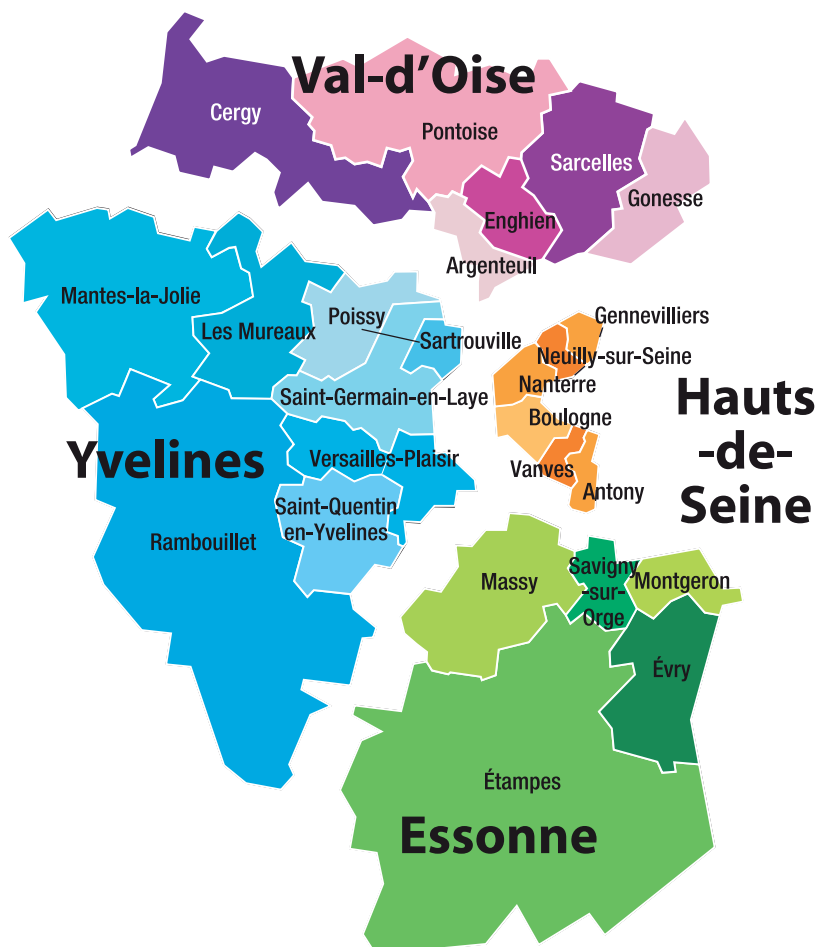 Val-d'Oise
Cergy
Pontoise
Sarcelles
Gonesse
Enghien
Argenteuil
Mantes-la-Jolie
Les Mureaux
Poissy
Sartrouville
Saint-Germain-en-Laye
Yvelines
Versailles-Plaisir
Saint-Quentin
en-Yvelines
Rambouillet
Gennevilliers
Neuilly-sur-Seine
Nanterre
Boulogne
Vanves
Antony
Hauts
-de-
Seine
Massy
Savigny
-sur-
Orge
Montgeron
Évry
Étampes
Essonne